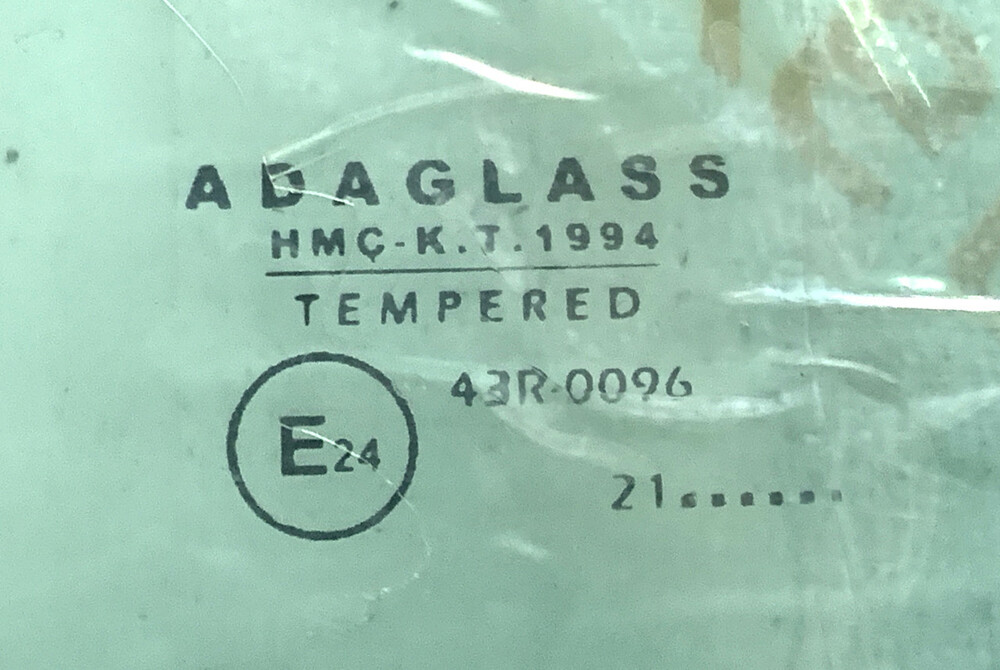 ADAGLASS
HMÇ-K.T.1994
TEMPERED
43R-0096
E24
21.......